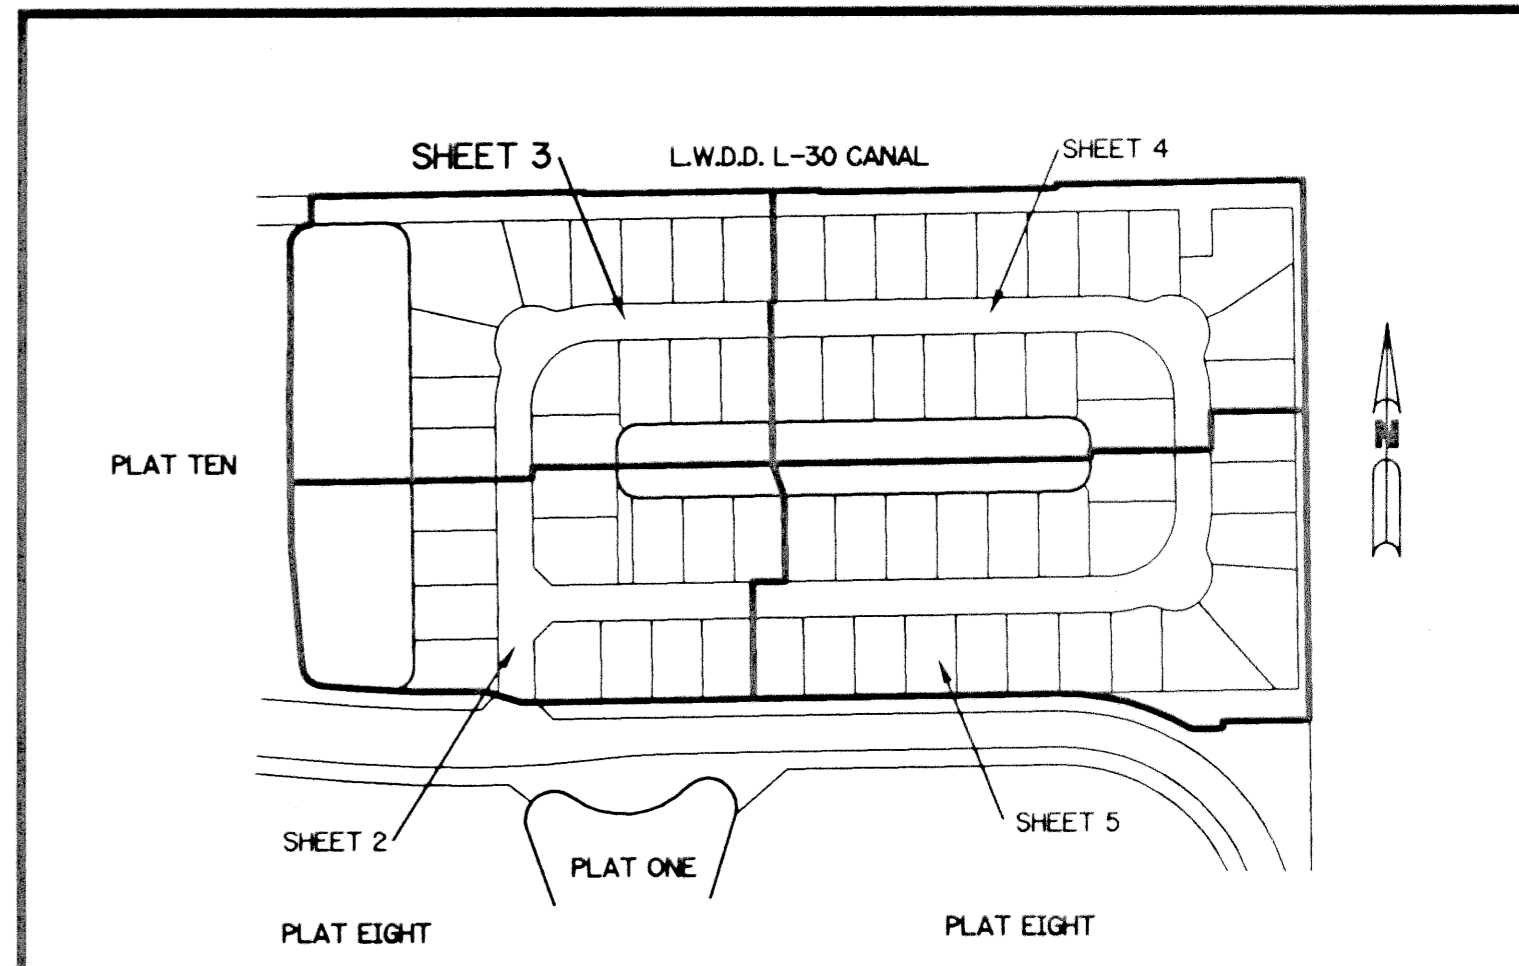 SHEET 3
L.W.D.D. L-30 CANAL
SHEET 4
PLAT TEN
N
SHEET 2
SHEET 5
PLAT ONE
PLAT EIGHT
PLAT EIGHT